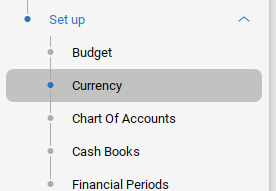 Set up
Budget
Currency
Chart Of Accounts
Cash Books
Financial Periods